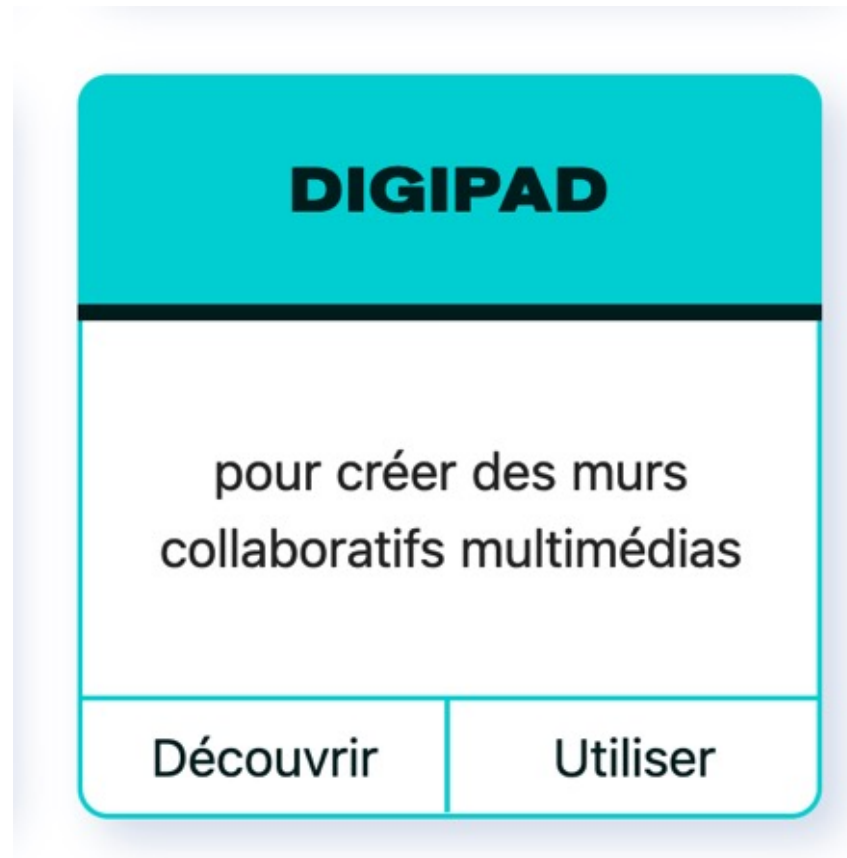 DIGIPAD
pour créer des murs
collaboratifs multimédias
Découvrir
Utiliser